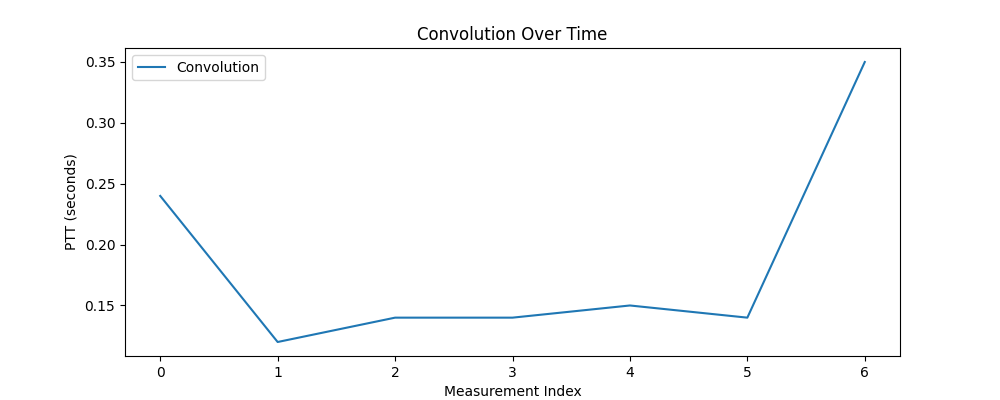 Convolution Over Time
Convolution
PTT (seconds)
0.35
0.30
0.25
0.20
0.15
0 1 2 3 4 5 6
Measurement Index